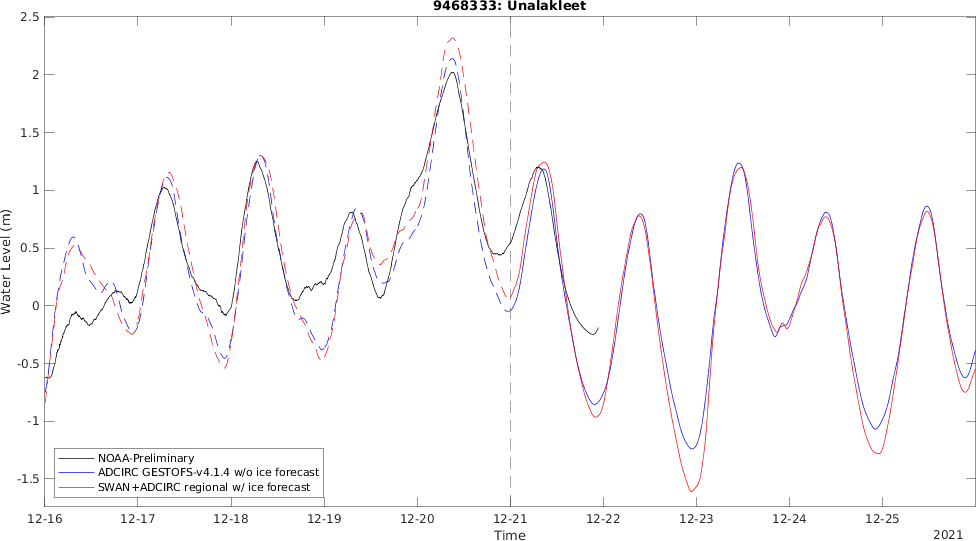 9468333: Unalakleet
2.5
2
1.5
1
0.5
0
-0.5
-1
-1.5
Water Level (m)
NOAA-Preliminary
ADCIRC GESTOFS-v4.1.4 w/o ice forecast
SWAN+ADCIRC regional w/ ice forecast
12-16 12-17 12-18 12-19 12-20 12-21 12-22 12-23 12-24 12-25
Time
2021